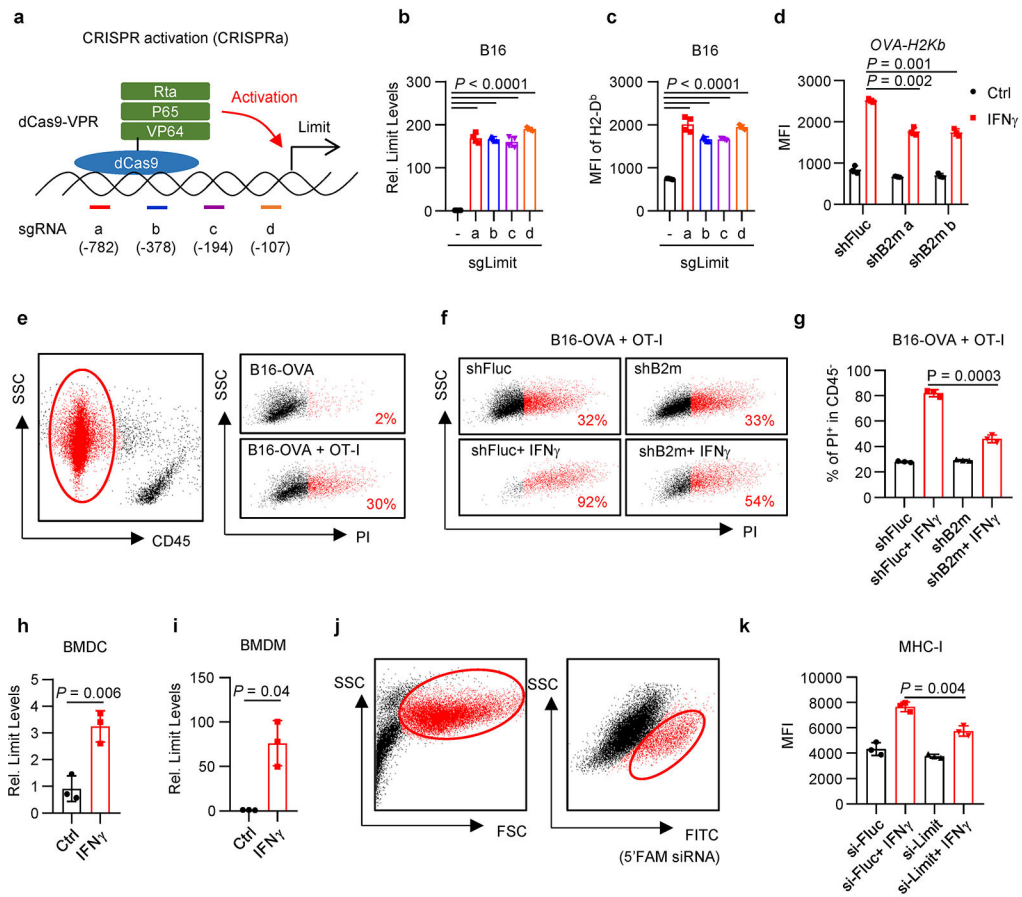 a
CRISPR activation (CRISPRa)
Rta
P65
VP64
dCas9-VPR
Activation
Limit
dCas9
sgRNA
a b c d
(-782) (-378) (-194) (-107)
b
B16
P < 0.0001
Rel. Limit Levels
300
200
100
0
- a b c d
sgLimit
c
B16
P < 0.0001
MFI of H2-Dᵇ
3000
2000
1000
0
- a b c d
sgLimit
d
OVA-H2Kb
P = 0.001
P = 0.002
MFI
3000
2000
1000
0
shFluc
shB2m a
shB2m b
Ctrl
IFNγ
e
SSC
CD45
SSC
B16-OVA
2%
B16-OVA + OT-I
30%
PI
f
B16-OVA + OT-I
SSC
shFluc
32%
shB2m
33%
shFluc+ IFNγ
92%
shB2m+ IFNγ
54%
PI
g
B16-OVA + OT-I
P = 0.0003
% of PI⁺ in CD45⁻
100
80
60
40
20
0
shFluc
shFluc+ IFNγ
shB2m
shB2m+ IFNγ
h
BMDC
P = 0.006
Rel. Limit Levels
5
4
3
2
1
0
Ctrl
IFNγ
i
BMDM
P = 0.04
Rel. Limit Levels
150
100
50
0
Ctrl
IFNγ
j
SSC
FSC
SSC
FITC
(5'FAM siRNA)
k
MHC-I
P = 0.004
MFI
10000
8000
6000
4000
2000
0
si-Fluc
si-Fluc+ IFNγ
si-Limit
si-Limit+ IFNγ